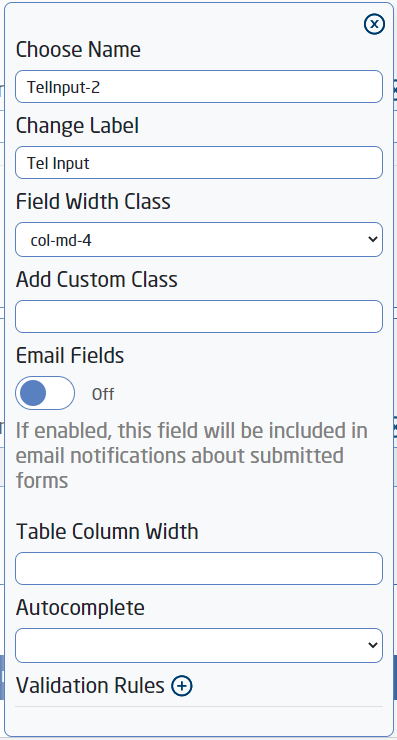 Choose Name
TelInput-2
Change Label
Tel Input
Field Width Class
col-md-4
Add Custom Class
Email Fields
Off
If enabled, this field will be included in
email notifications about submitted
forms
Table Column Width
Autocomplete
Validation Rules